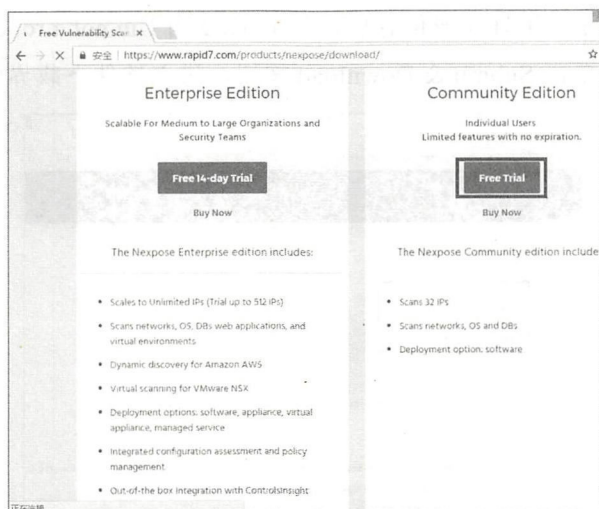 Free Vulnerability Scan
安全 https://www.rapid7.com/products/nexpose/download/
Enterprise Edition
Scalable For Medium to Large Organizations and
Security Teams
Free 14-day Trial
Buy Now
The Nexpose Enterprise edition includes:
• Scales to Unlimited IPs (Trial up to 512 IPs)
• Scans networks, OS, DBs web applications, and
virtual environments
• Dynamic discovery for Amazon AWS
• Virtual scanning for VMware NSX
• Deployment options: software, appliance, virtual
appliance, managed service
• Integrated configuration assessment and policy
management
• Out-of-the box Integration with ControlsInsight
Community Edition
Individual Users
Limited features with no expiration.
Free Trial
Buy Now
The Nexpose Community edition include
• Scans 32 IPs
• Scans networks, OS and DBs
• Deployment option: software